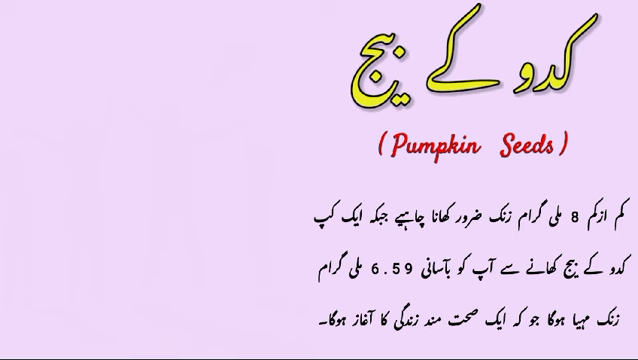 کدو کے بیج
(Pumpkin Seeds)
کم ازکم 8 ملی گرام زنک ضرور کھانا چاہیے جبکہ ایک کپ
کدو کے بیج کھانے سے آپ کو بآسانی 6.59 ملی گرام
زنک مہیا ہوگا جو کہ ایک صحت مند زندگی کا آغاز ہوگا۔